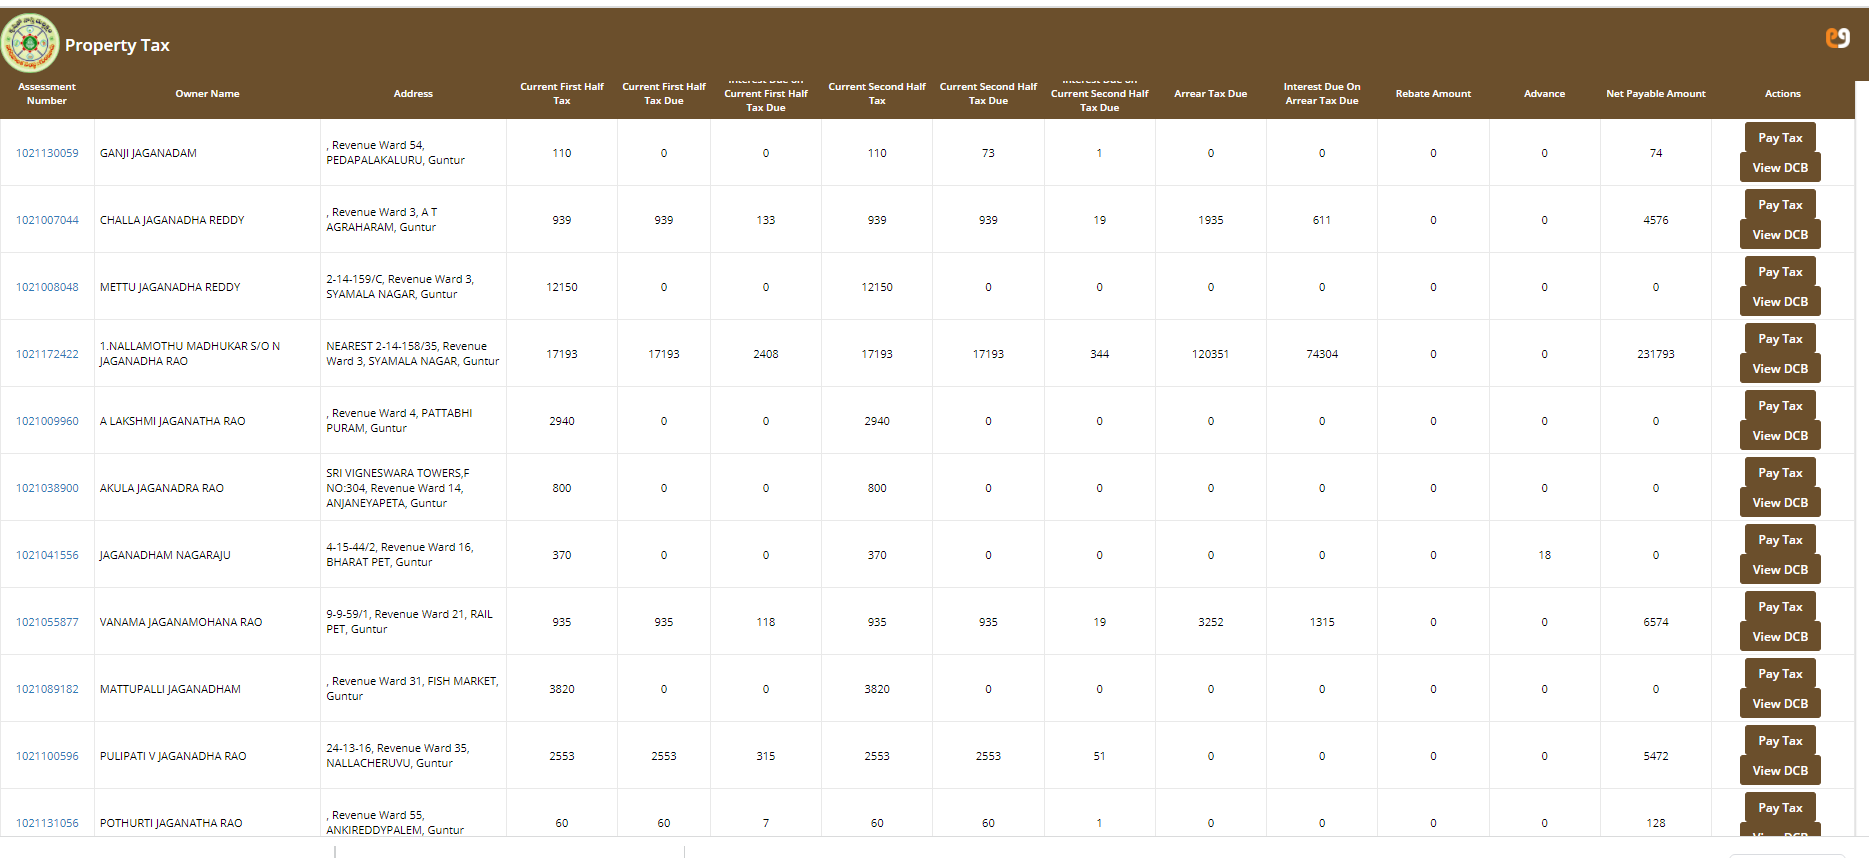 Property Tax
Assessment Number
Owner Name
Address
Current First Half Tax
Current First Half Tax Due
Interest Due On Current First Half Tax Due
Current Second Half Tax
Current Second Half Tax Due
Interest Due On Current Second Half Tax Due
Arrear Tax Due
Interest Due On Arrear Tax Due
Rebate Amount
Advance
Net Payable Amount
Actions
1021130059 GANJI JAGANADAM , Revenue Ward 54, PEDAPALAKALURU, Guntur 110 0 0 110 73 1 0 0 0 0 74 Pay Tax View DCB
1021007044 CHALLA JAGANADHA REDDY , Revenue Ward 3, A T AGRAHARAM, Guntur 939 939 133 939 939 19 1935 611 0 0 4576 Pay Tax View DCB
1021008048 METTU JAGANADHA REDDY 2-14-159/C, Revenue Ward 3, SYAMALA NAGAR, Guntur 12150 0 0 12150 0 0 0 0 0 0 0 Pay Tax View DCB
1021172422 1.NALLAMOTHU MADHUKAR S/O N JAGANADHA RAO NEAREST 2-14-158/35, Revenue Ward 3, SYAMALA NAGAR, Guntur 17193 17193 2408 17193 17193 344 120351 74304 0 0 231793 Pay Tax View DCB
1021009960 A LAKSHMI JAGANATHA RAO , Revenue Ward 4, PATTABHI PURAM, Guntur 2940 0 0 2940 0 0 0 0 0 0 0 Pay Tax View DCB
1021038900 AKULA JAGANADRA RAO SRI VIGNESWARA TOWERS,F NO:304, Revenue Ward 14, ANJANEYAPETA, Guntur 800 0 0 800 0 0 0 0 0 0 0 Pay Tax View DCB
1021041556 JAGANADHAM NAGARAJU 4-15-44/2, Revenue Ward 16, BHARAT PET, Guntur 370 0 0 370 0 0 0 0 0 18 0 Pay Tax View DCB
1021055877 VANAMA JAGANAMOHANA RAO 9-9-59/1, Revenue Ward 21, RAIL PET, Guntur 935 935 118 935 935 19 3252 1315 0 0 6574 Pay Tax View DCB
1021089182 MATTUPALLI JAGANADHAM , Revenue Ward 31, FISH MARKET, Guntur 3820 0 0 3820 0 0 0 0 0 0 0 Pay Tax View DCB
1021100596 PULIPATI V JAGANADHA RAO 24-13-16, Revenue Ward 35, NALLACHERUVU, Guntur 2553 2553 315 2553 2553 51 0 0 0 0 5472 Pay Tax View DCB
1021131056 POTHURTI JAGANATHA RAO , Revenue Ward 55, ANKIREDDYPALEM, Guntur 60 60 7 60 60 1 0 0 0 0 128 Pay Tax View DCB